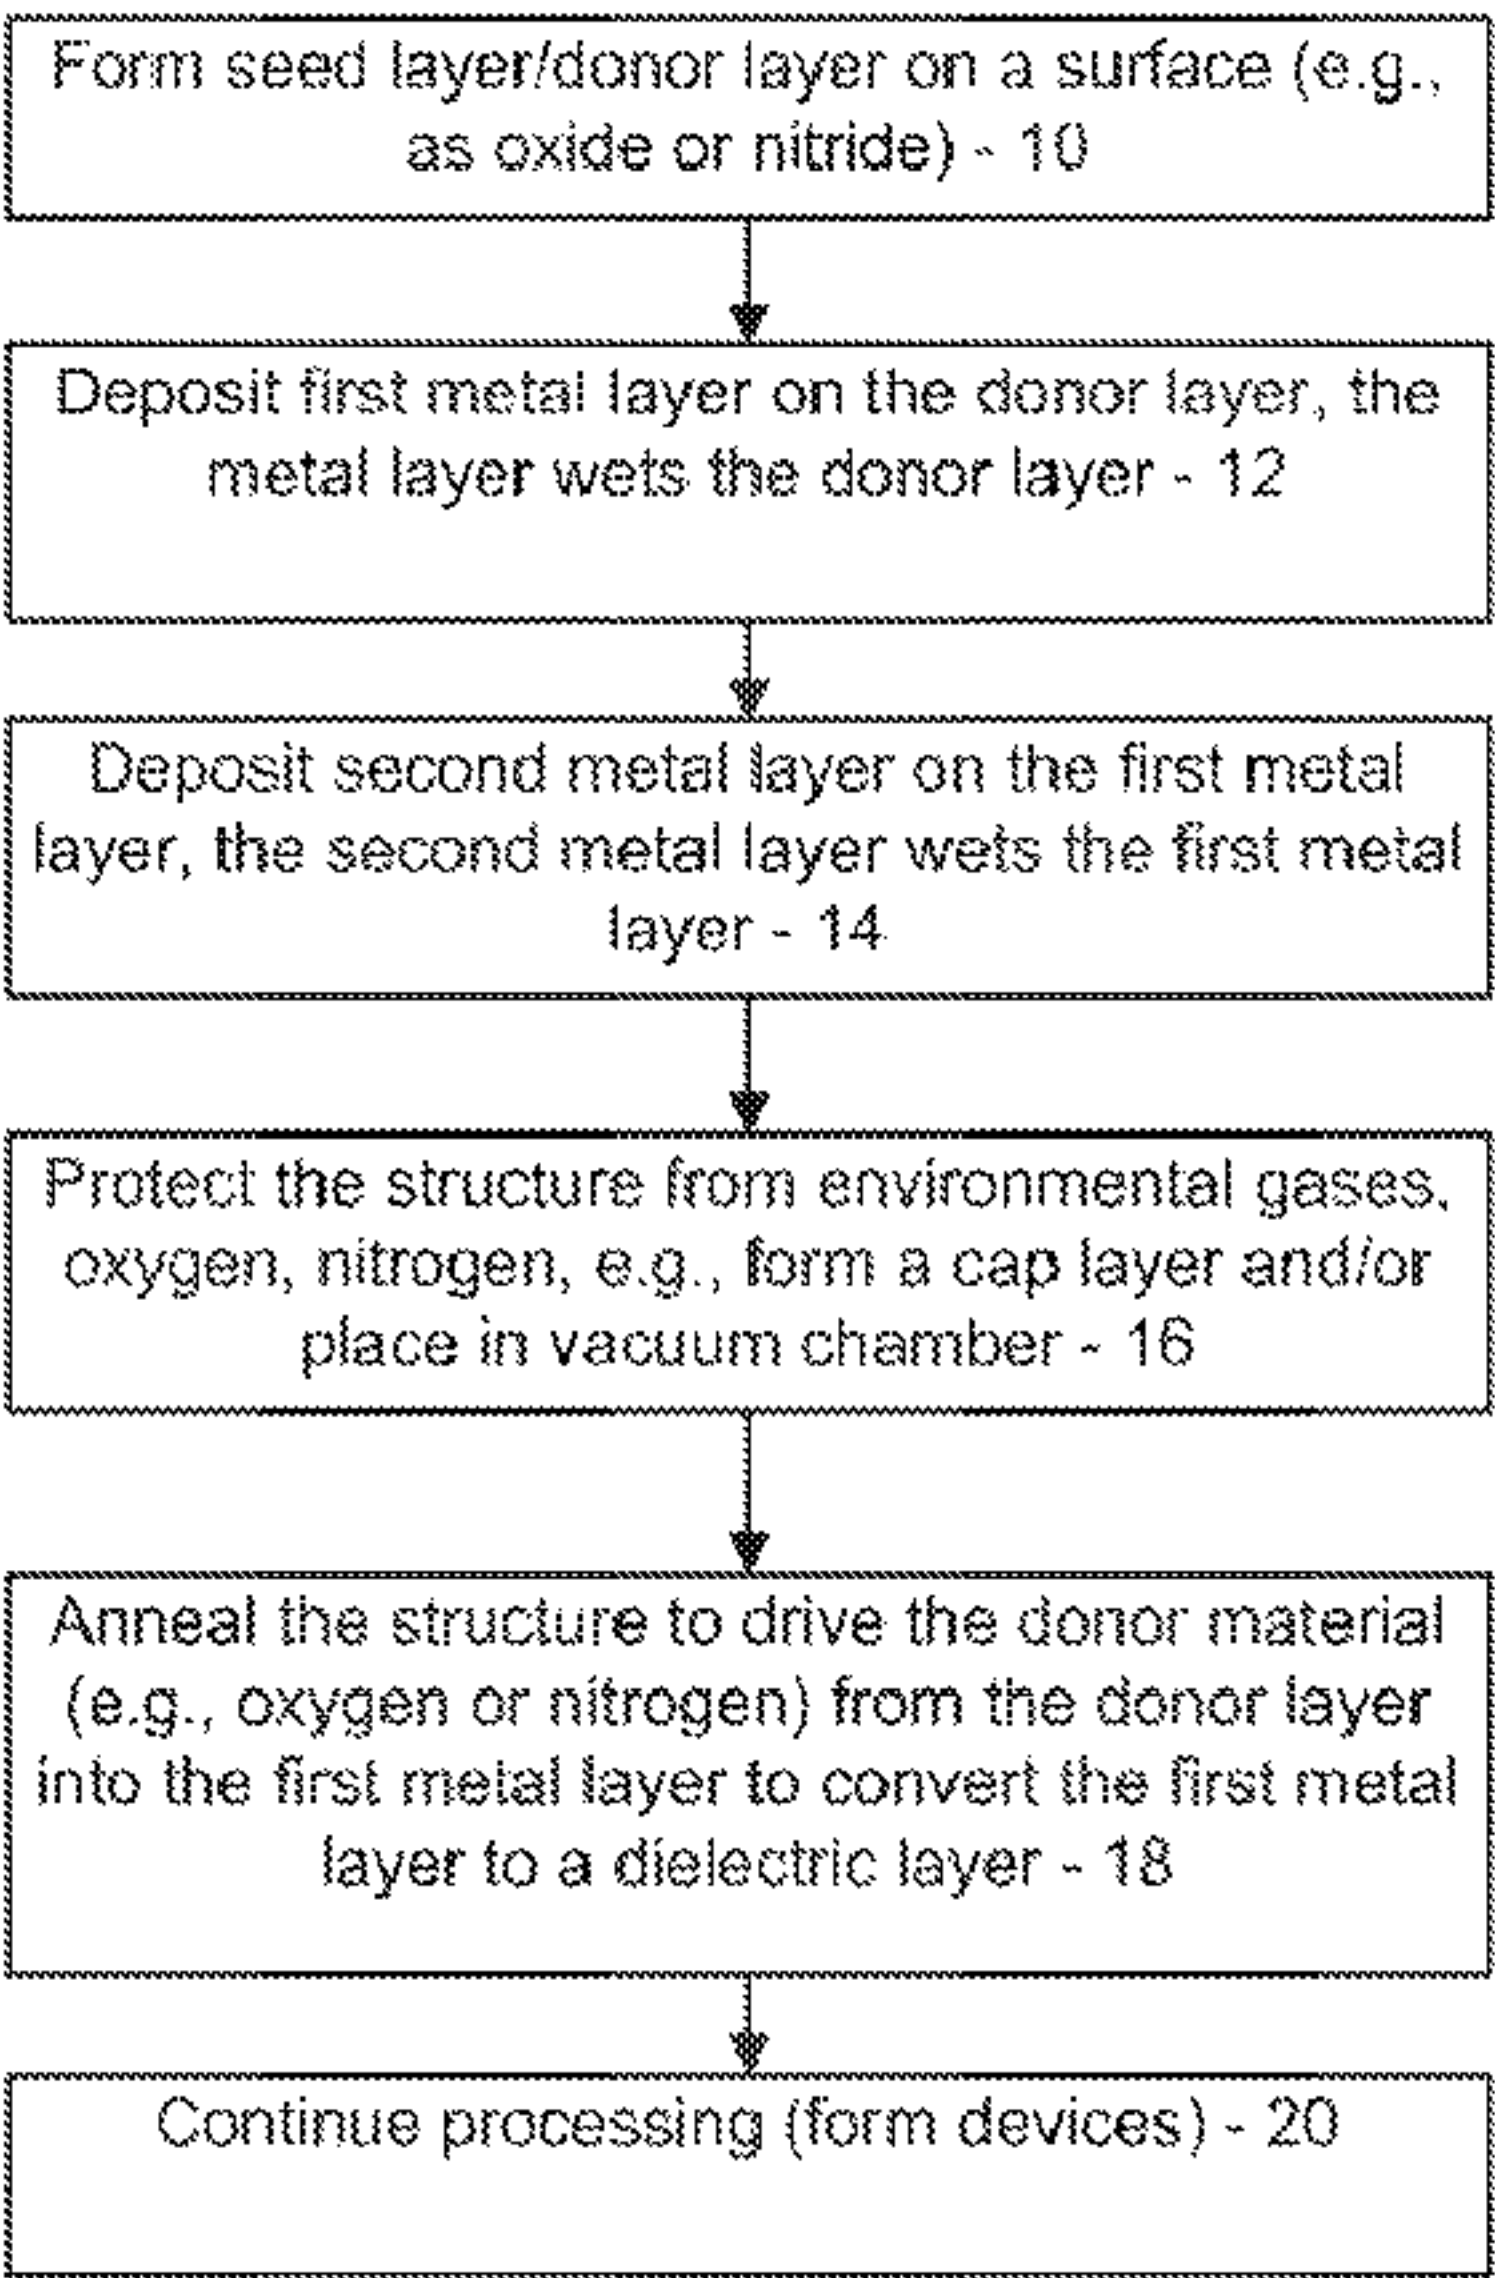 Form seed layer/donor layer on a surface (e.g.,
as oxide or nitride) - 10
Deposit first metal layer on the donor layer, the
metal layer wets the donor layer - 12
Deposit second metal layer on the first metal
layer, the second metal layer wets the first metal
layer - 14
Protect the structure from environmental gases,
oxygen, nitrogen, e.g., form a cap layer and/or
place in vacuum chamber - 16
Anneal the structure to drive the donor material
(e.g., oxygen or nitrogen) from the donor layer
into the first metal layer to convert the first metal
layer to a dielectric layer - 18
Continue processing (form devices) - 20